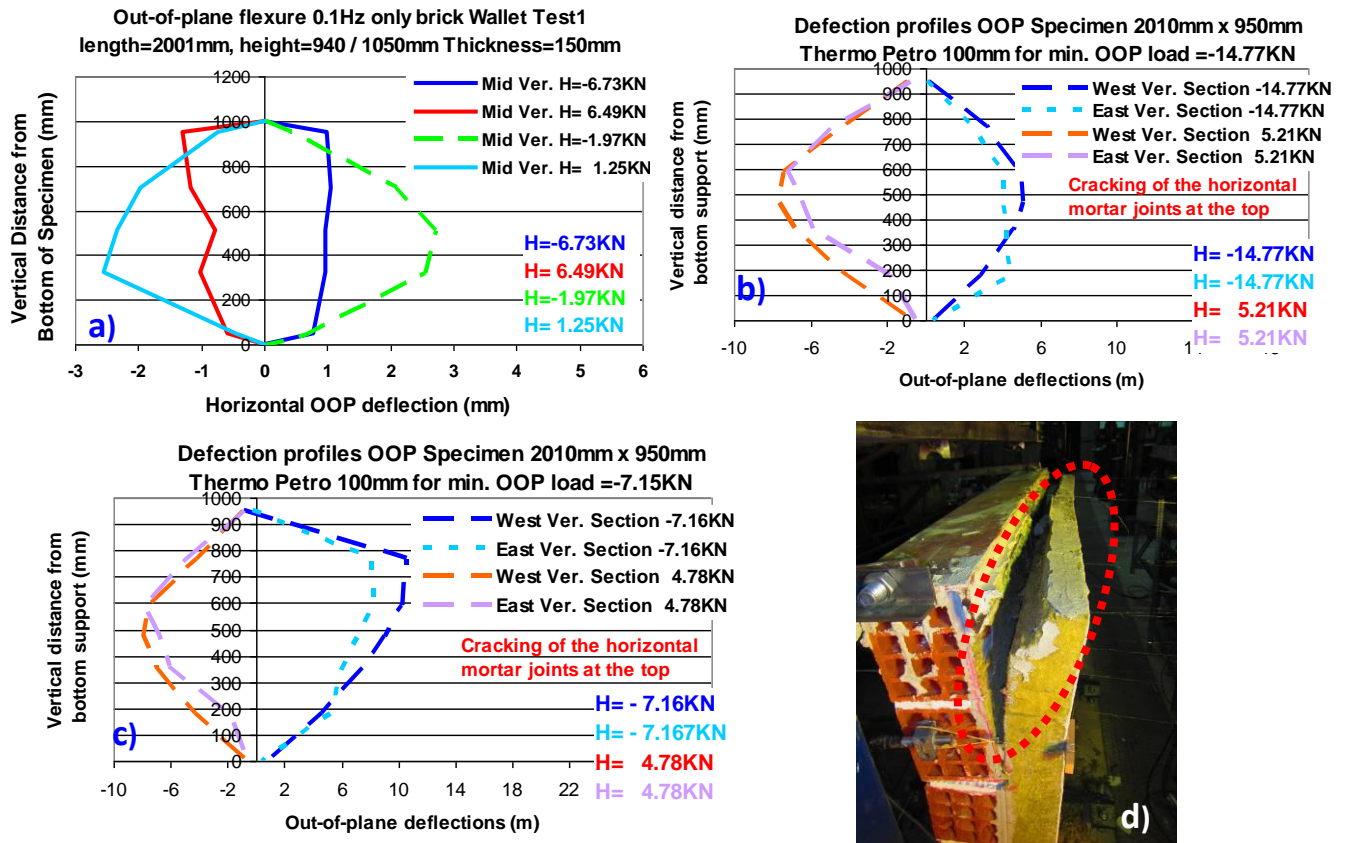 Out-of-plane flexure 0.1Hz only brick Wallet Test1
length=2001mm, height=940 / 1050mm Thickness=150mm
Vertical Distance from
Bottom of Specimen (mm)
1200
1000
800
600
400
200
0
-3 -2 -1 0 1 2 3 4 5 6
Horizontal OOP deflection (mm)
Mid Ver. H=-6.73KN
Mid Ver. H= 6.49KN
Mid Ver. H=-1.97KN
Mid Ver. H= 1.25KN
H=-6.73KN
H= 6.49KN
H=-1.97KN
H= 1.25KN
a)
Defection profiles OOP Specimen 2010mm x 950mm
Thermo Petro 100mm for min. OOP load =-14.77KN
Vertical distance from
bottom support (mm)
1000
900
800
700
600
500
400
300
200
100
0
-10 -6 -2 2 6 10
Out-of-plane deflections (m)
West Ver. Section -14.77KN
East Ver. Section -14.77KN
West Ver. Section 5.21KN
East Ver. Section 5.21KN
Cracking of the horizontal
mortar joints at the top
H= -14.77KN
H= -14.77KN
H= 5.21KN
H= 5.21KN
b)
Defection profiles OOP Specimen 2010mm x 950mm
Thermo Petro 100mm for min. OOP load =-7.15KN
Vertical distance from
bottom support (mm)
1000
900
800
700
600
500
400
300
200
100
0
-10 -6 -2 2 6 10 14 18 22
Out-of-plane deflections (m)
West Ver. Section -7.16KN
East Ver. Section -7.16KN
West Ver. Section 4.78KN
East Ver. Section 4.78KN
Cracking of the horizontal
mortar joints at the top
H= - 7.16KN
H= - 7.167KN
H= 4.78KN
H= 4.78KN
c)
d)